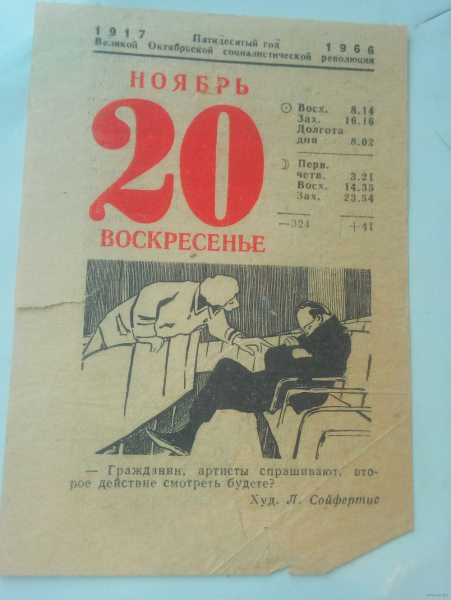 1917 Пятидесятый год 1966
Великой Октябрьской социалистической революции
НОЯБРЬ
20
ВОСКРЕСЕНЬЕ
Восх. 8.14
Зах. 16.16
Долгота
дня 8.02
Перв.
четв. 3.21
Восх. 14.35
Зах. 23.54
—324 +41
— Гражданин, артисты спрашивают, вто-
рое действие смотреть будете?
Худ. Л. Сойфертис